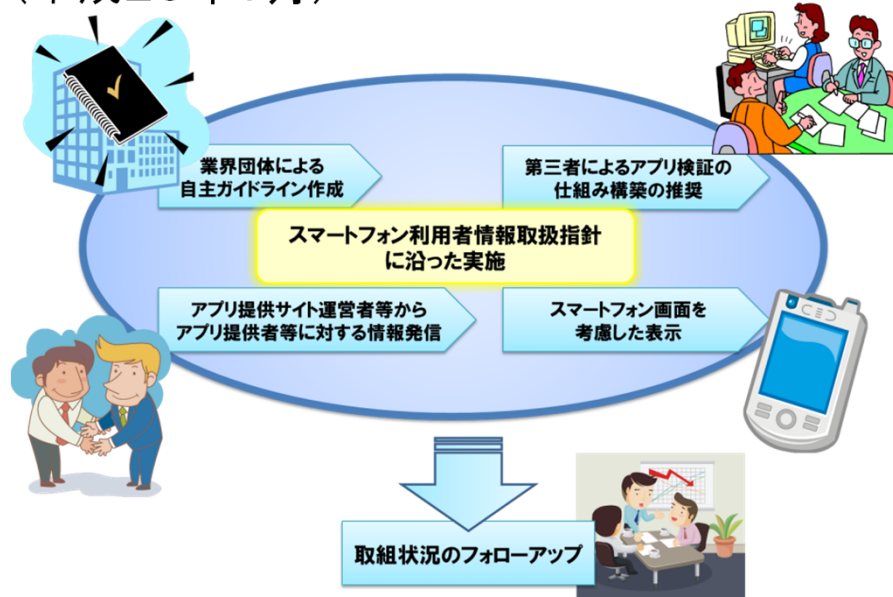 業界団体による
自主ガイドライン作成
第三者によるアプリ検証の
仕組み構築の推奨
スマートフォン利用者情報取扱指針
に沿った実施
アプリ提供サイト運営者等から
アプリ提供者等に対する情報発信
スマートフォン画面を
考慮した表示
取組状況のフォローアップ